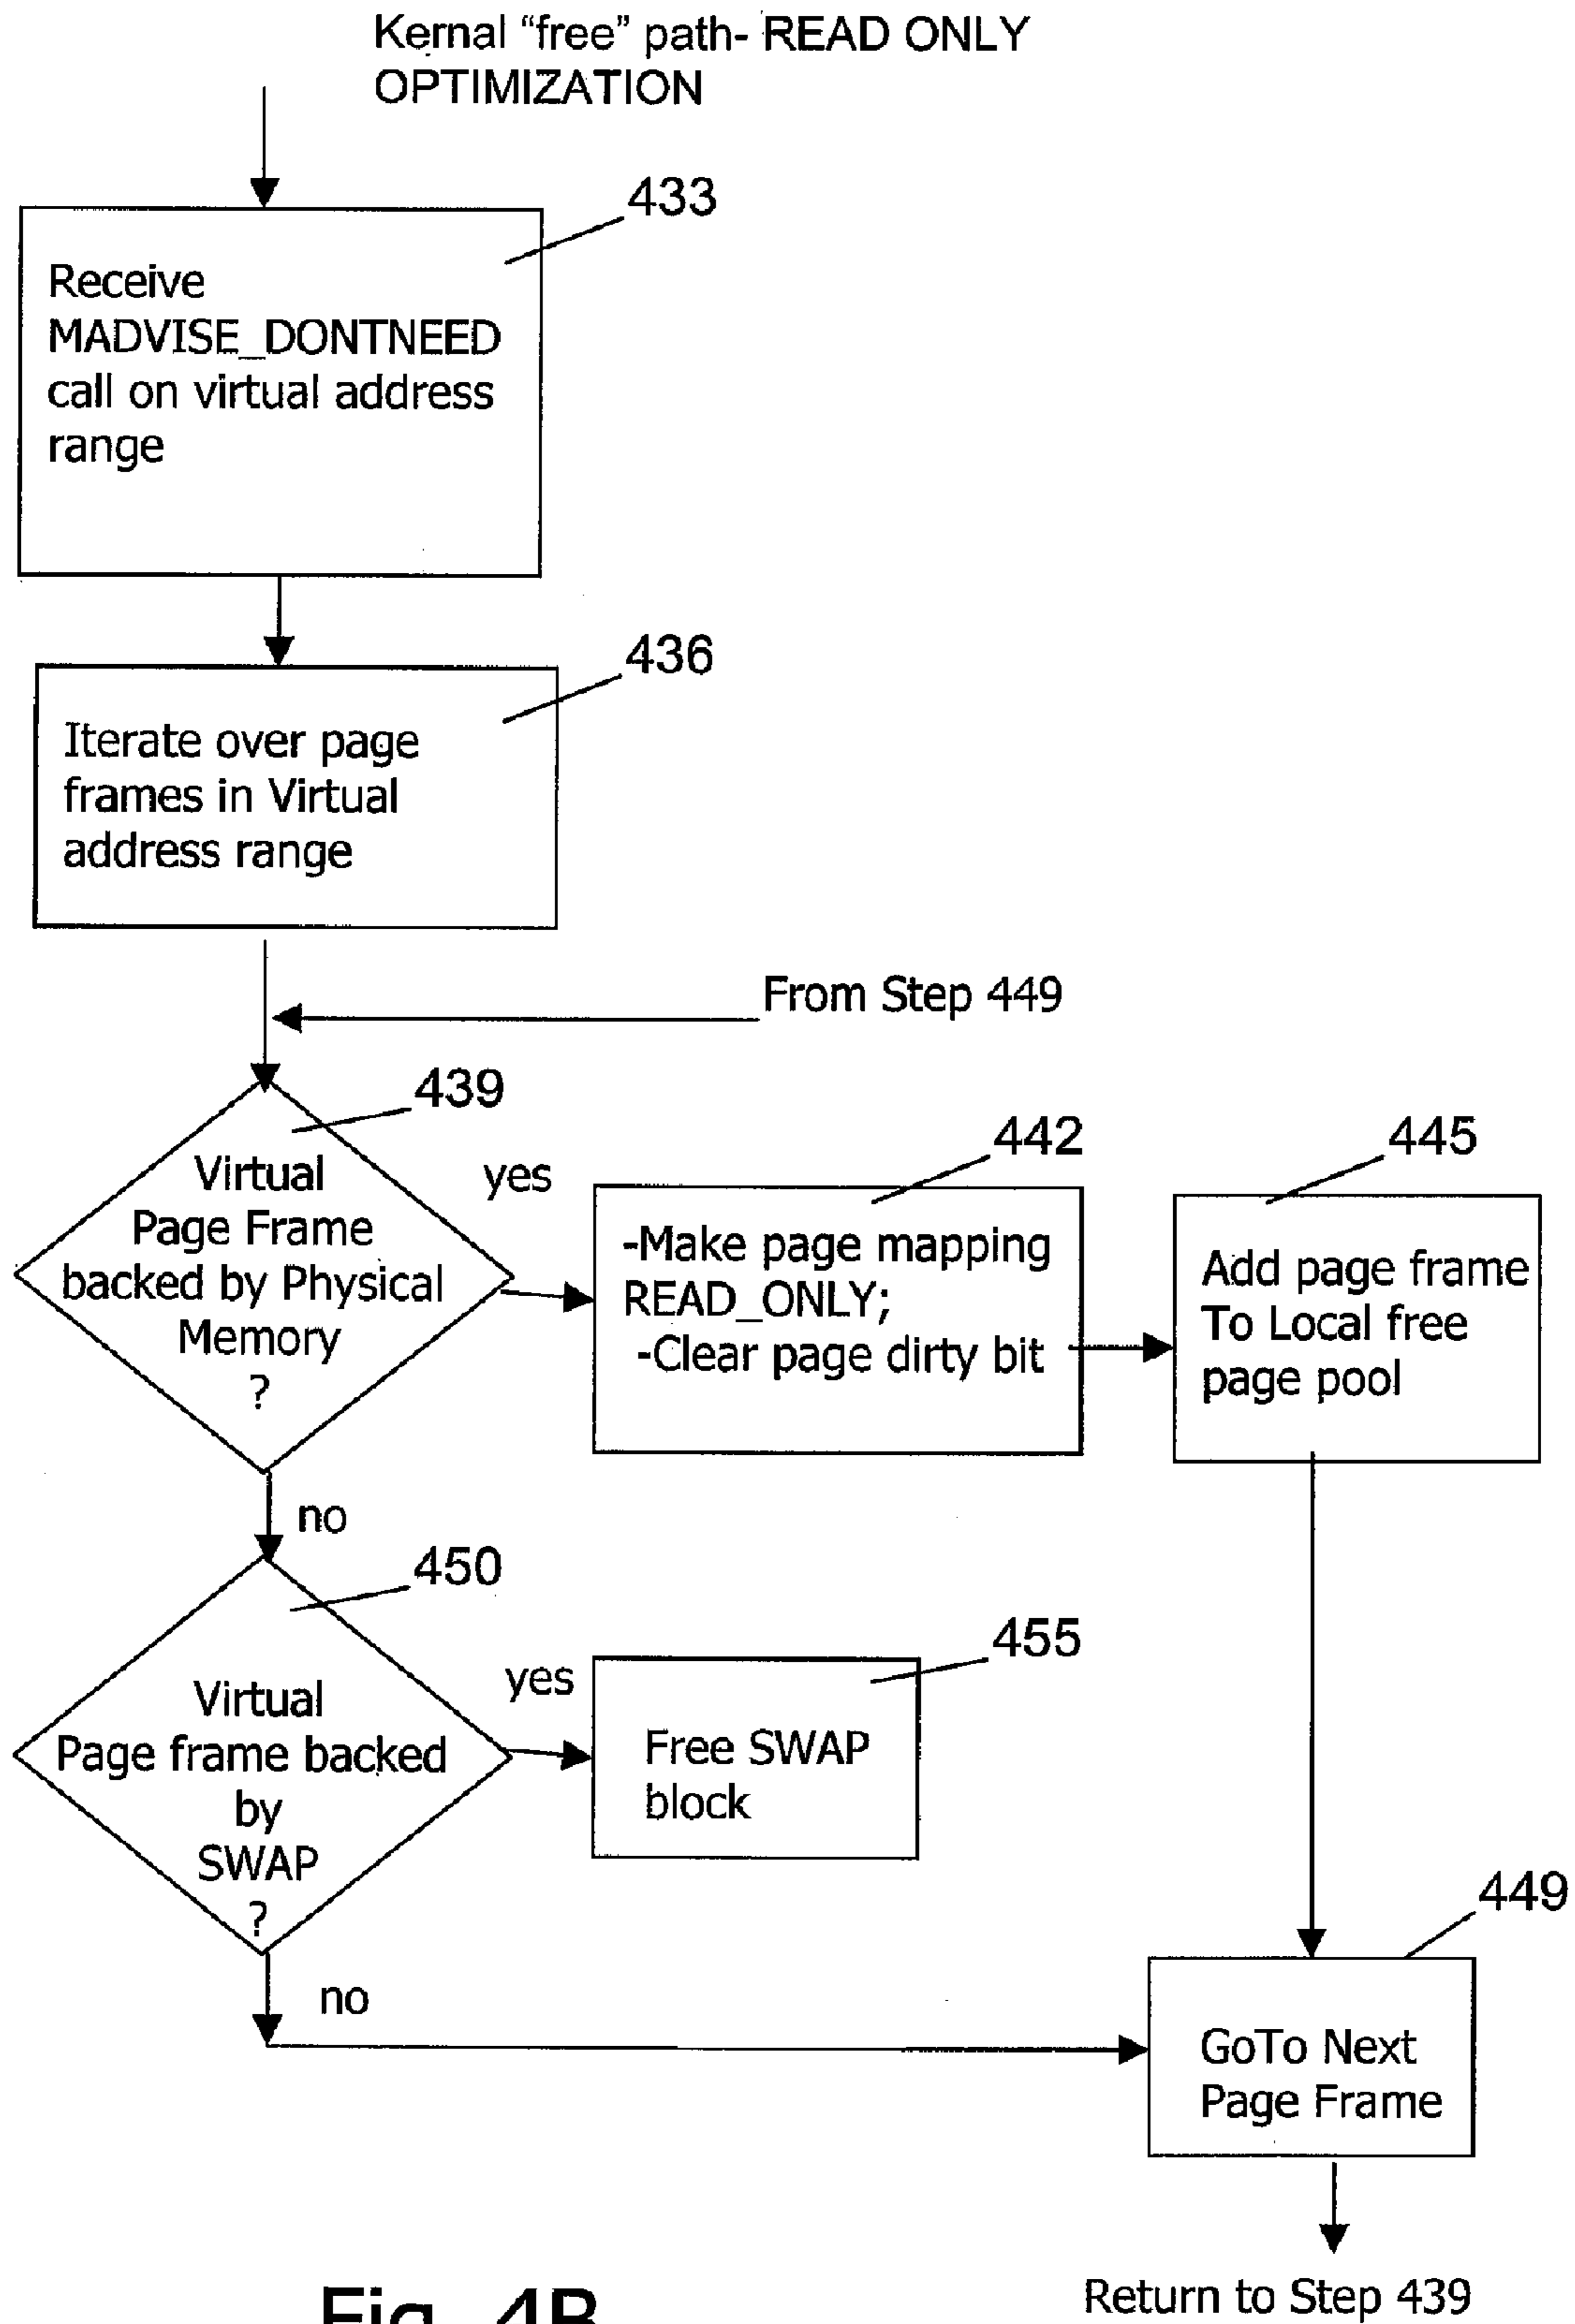 Kernal “free” path- READ ONLY
OPTIMIZATION
433
Receive
MADVISE_DONTNEED
call on virtual address
range
436
Iterate over page
frames in Virtual
address range
From Step 449
439
Virtual
Page Frame
backed by Physical
Memory
?
yes
442
-Make page mapping
READ_ONLY;
-Clear page dirty bit
445
Add page frame
To Local free
page pool
no
450
Virtual
Page frame backed
by
SWAP
?
yes
455
Free SWAP
block
449
no
GoTo Next
Page Frame
Return to Step 439
Fig. 4B